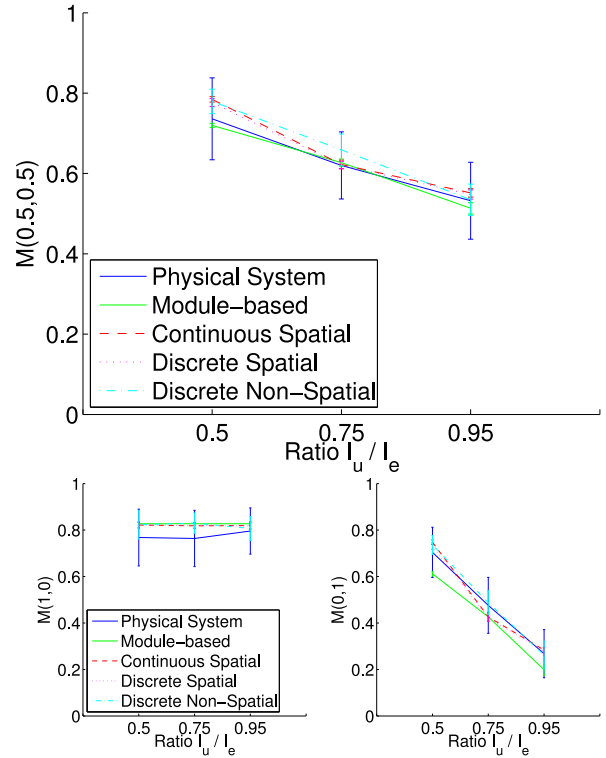 1
0.8
0.6
0.4
0.2
0
M(0.5,0.5)
Physical System
Module-based
Continuous Spatial
Discrete Spatial
Discrete Non-Spatial
0.5 0.75 0.95
Ratio I_u / I_e
1
0.8
0.6
0.4
0.2
0
M(1,0)
Physical System
Module-based
Continuous Spatial
Discrete Spatial
Discrete Non-Spatial
0.5 0.75 0.95
Ratio I_u / I_e
1
0.8
0.6
0.4
0.2
0
M(0,1)
0.5 0.75 0.95
Ratio I_u / I_e